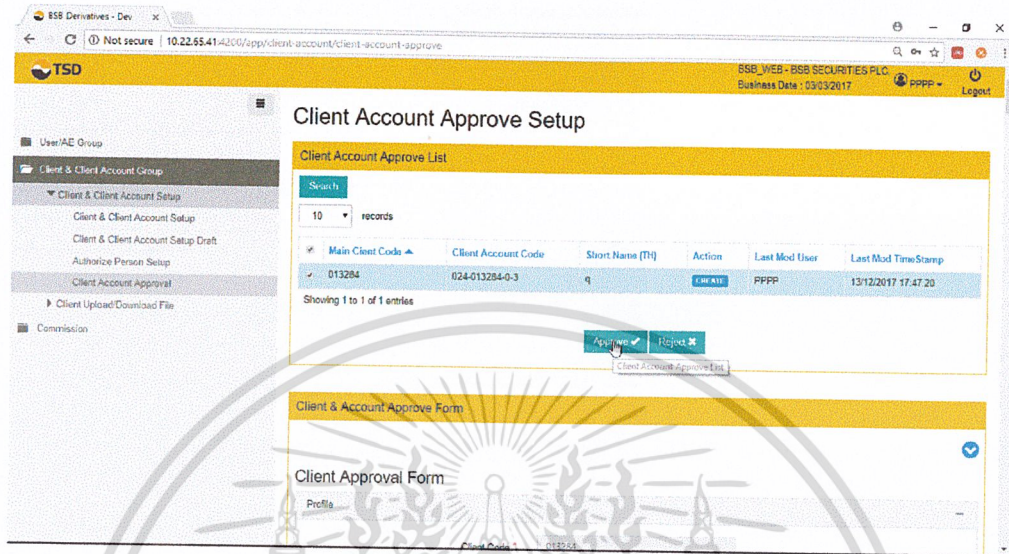 BSB Derivatives - Dev x
Not secure | 10.22.65.41:4200/app/client-account/client-account-approve
TSD
BSB_WEB - BSB SECURITIES PLC.
Business Date : 03/03/2017
PPPP
Logout
User/AE Group
Client & Client Account Group
Client & Client Account Setup
Client & Client Account Setup
Client & Client Account Setup Draft
Authorize Person Setup
Client Account Approval
Client Upload/Download File
Commission
Client Account Approve Setup
Client Account Approve List
Search
10 records
Main Client Code Client Account Code Short Name (TH) Action Last Mod User Last Mod TimeStamp
013284 024-013284-0-3 q CREATE PPPP 13/12/2017 17:47:20
Showing 1 to 1 of 1 entries
Approve Reject
Client Account Approve List
Client & Account Approve Form
Client Approval Form
Profile
Client Code * 013284